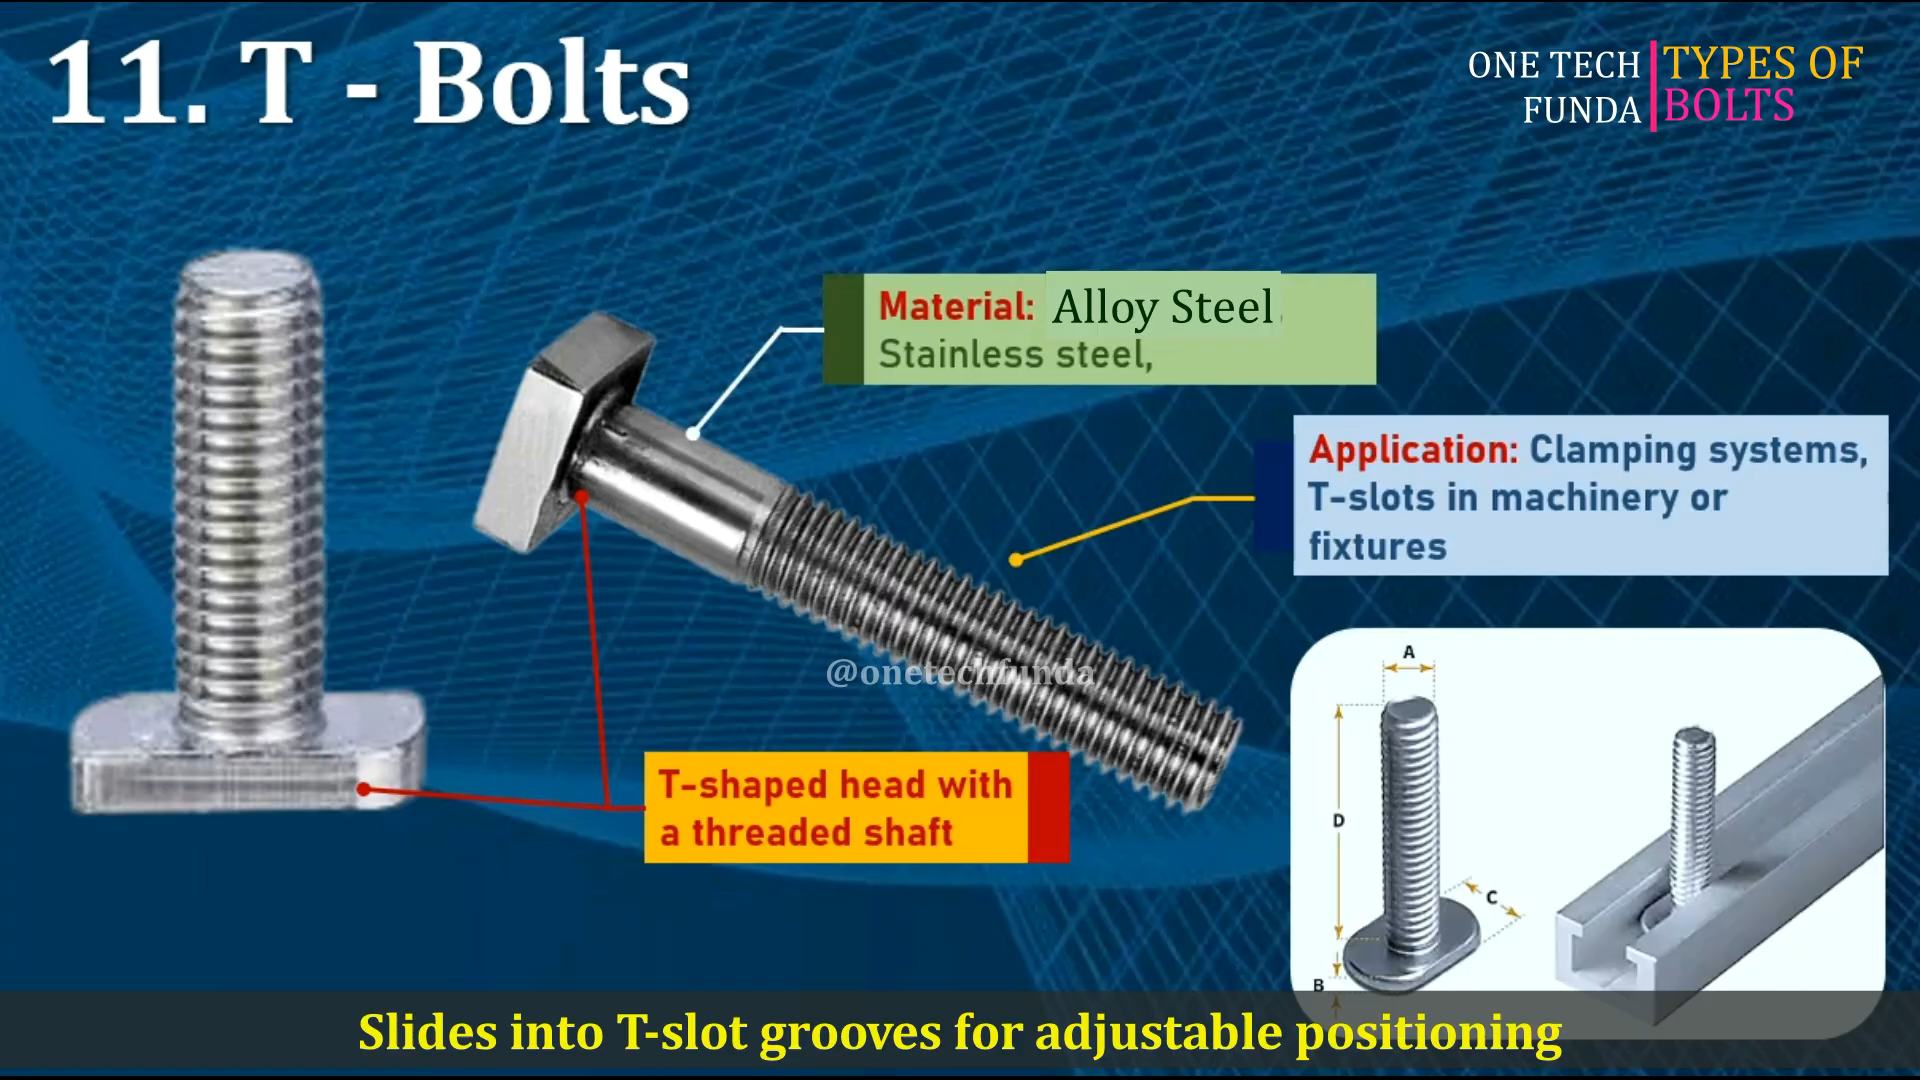 11. T - Bolts
ONE TECH
FUNDA
TYPES OF
BOLTS
Material: Alloy Steel
Stainless steel,
Application: Clamping systems,
T-slots in machinery or
fixtures
@onetechfunda
T-shaped head with
a threaded shaft
A
D
C
B
Slides into T-slot grooves for adjustable positioning